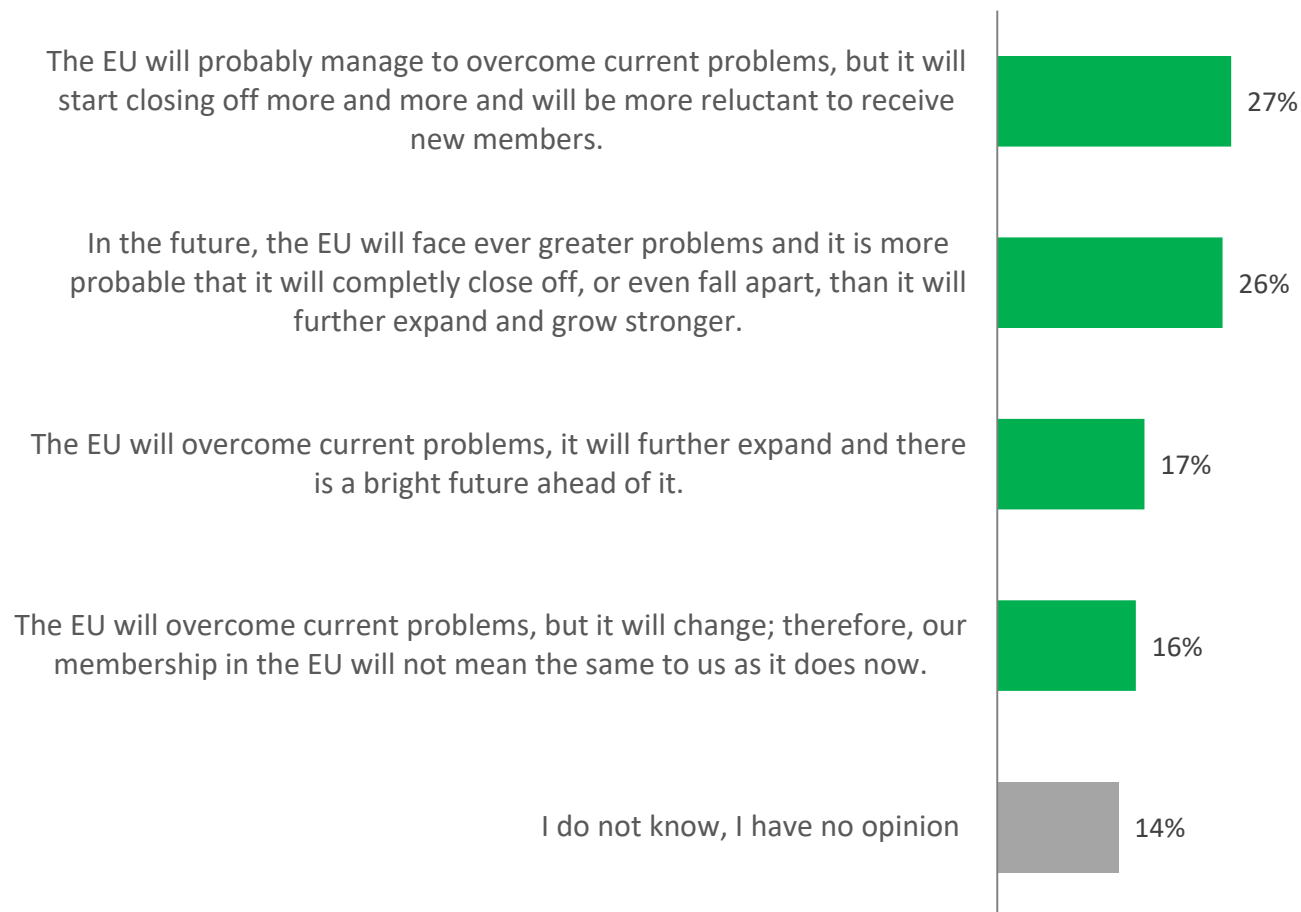 The EU will probably manage to overcome current problems, but it will
start closing off more and more and will be more reluctant to receive
new members.
27%
In the future, the EU will face ever greater problems and it is more
probable that it will completly close off, or even fall apart, than it will
further expand and grow stronger.
26%
The EU will overcome current problems, it will further expand and there
is a bright future ahead of it.
17%
The EU will overcome current problems, but it will change; therefore, our
membership in the EU will not mean the same to us as it does now.
16%
I do not know, I have no opinion
14%